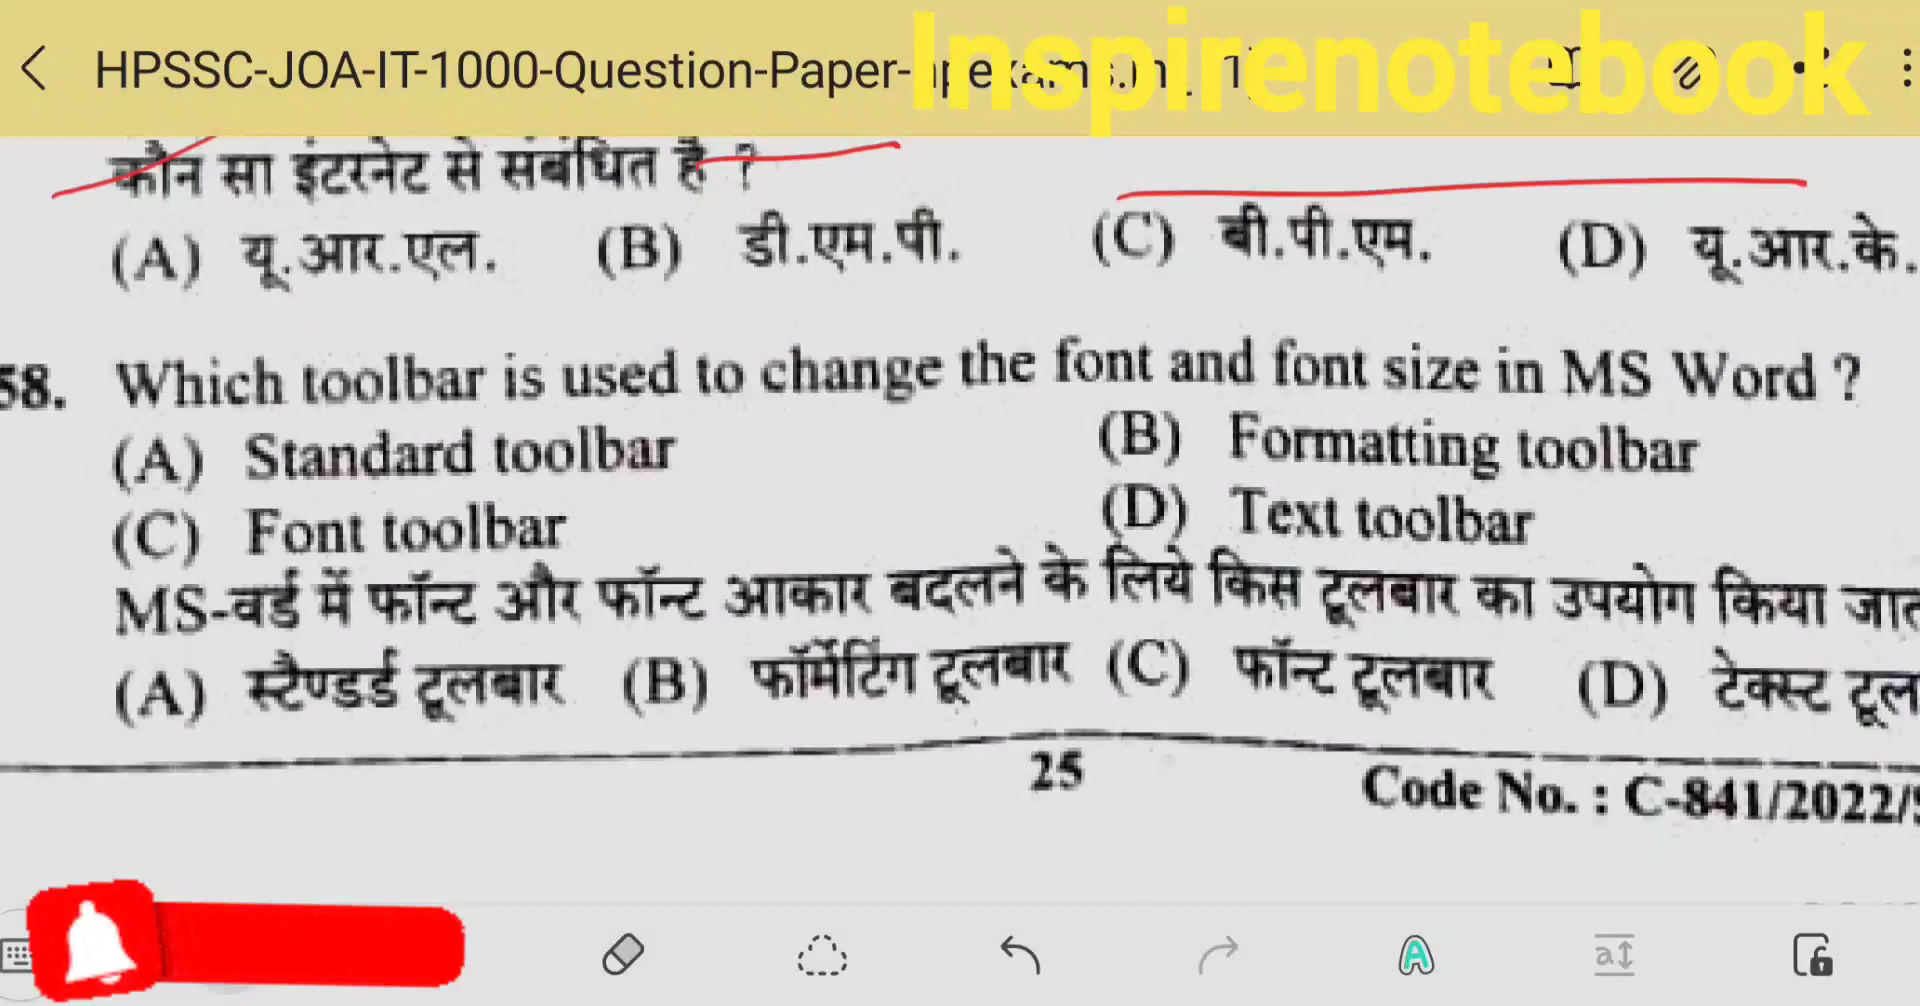 HPSSC-JOA-IT-1000-Question-Paper-
Inspirenotebook
कौन सा इंटरनेट से संबंधित है ?
(A) यू.आर.एल. (B) डी.एम.पी. (C) बी.पी.एम. (D) यू.आर.के.
58. Which toolbar is used to change the font and font size in MS Word ?
(A) Standard toolbar (B) Formatting toolbar
(C) Font toolbar (D) Text toolbar
MS-वर्ड में फॉन्ट और फॉन्ट आकार बदलने के लिये किस टूलबार का उपयोग किया जात
(A) स्टैण्डर्ड टूलबार (B) फॉर्मेटिंग टूलबार (C) फॉन्ट टूलबार (D) टेक्स्ट टूल
25
Code No. : C-841/2022/